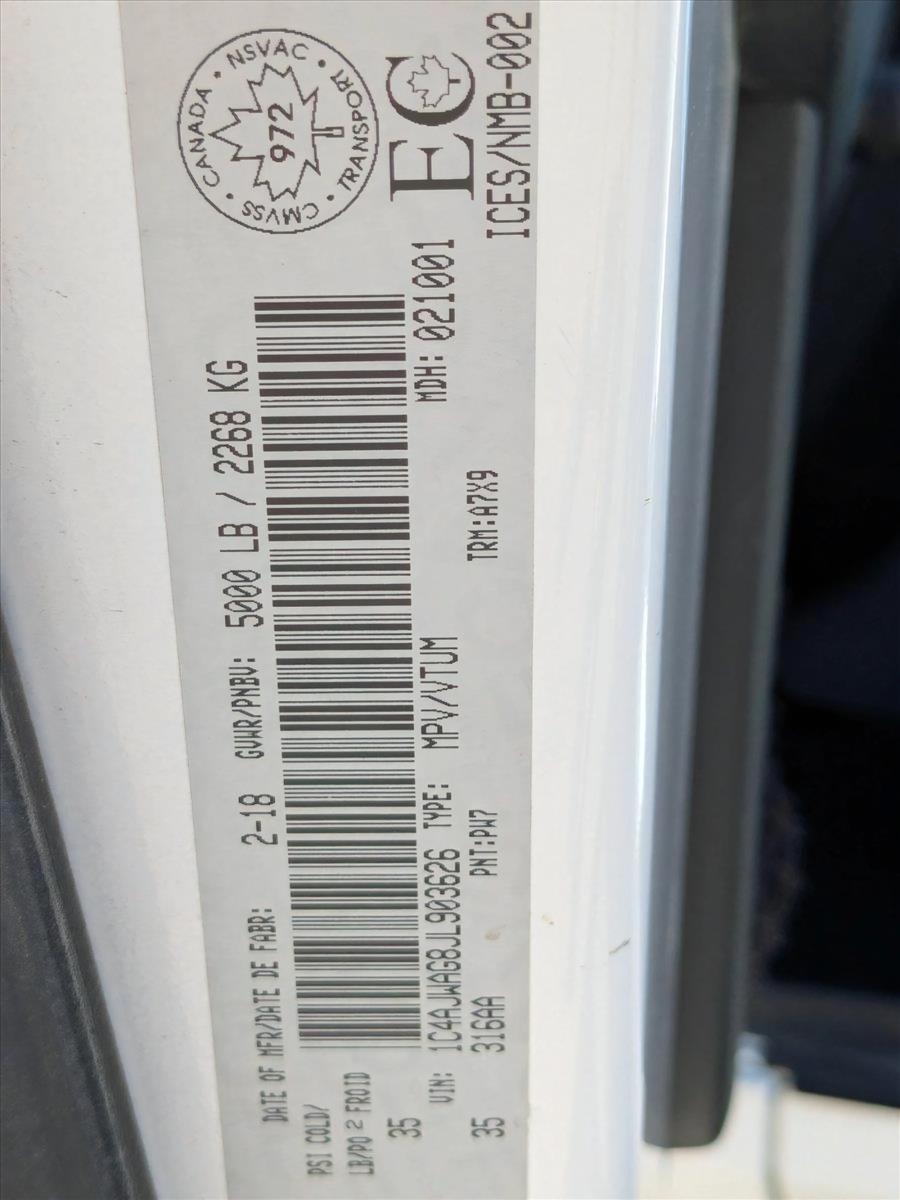 DATE OF MFR/DATE DE FABR: 2-18 GVWR/PNBV: 5000 LB / 2268 KG
PSI COLD/
LB/PO 2 FROID
35
VIN: 1C4AJWAG8JL903626 TYPE: MPV/VTUM MDH: 021001
35 316AA PNT:PW7 TRM:A7X9
CANADA • NSVAC • TRANSPORT • CMVSS •
972
EC
ICES/NMB-002